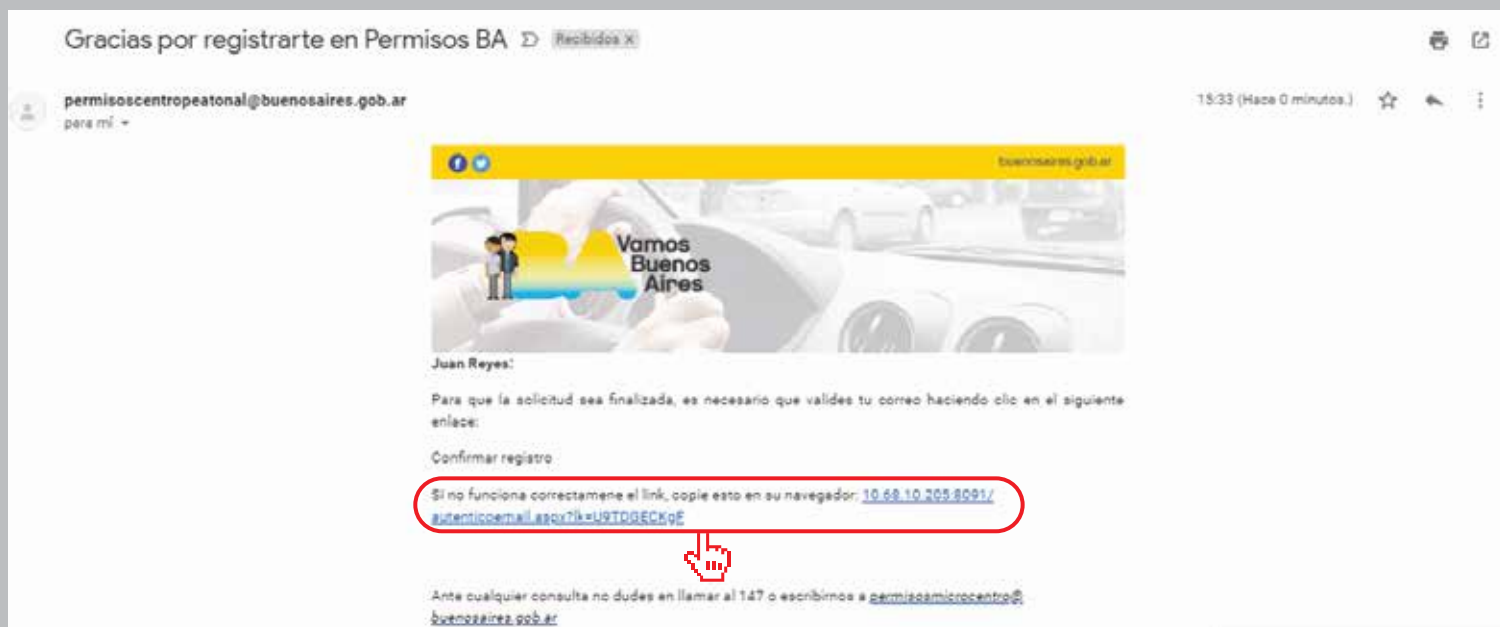 Gracias por registrarte en Permisos BA Recibidos X
permisoscentropeatonal@buenosaires.gob.ar
15:33 (Hace 0 minutos.)
para mí
buenosaires.gob.ar
BA
Vamos
Buenos
Aires
Juan Reyes:
Para que la solicitud sea finalizada, es necesario que valides tu correo haciendo clic en el siguiente
enlace:
Confirmar registro
Si no funciona correctamene el link, copie esto en su navegador: 10.68.10.205:8091/
autenticoemail.aspx?lk=U9TDGECKgF
Ante cualquier consulta no dudes en llamar al 147 o escribirnos a permisosmicrocentro@
buenosaires.gob.ar